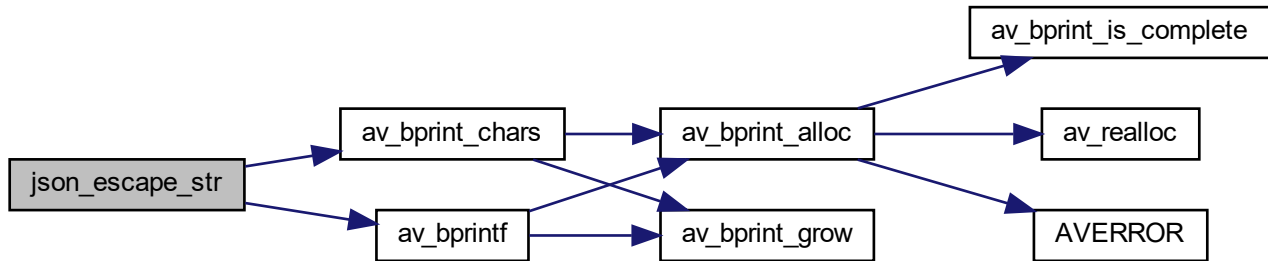 av_bprint_is_complete
av_bprint_chars
av_bprint_alloc
av_realloc
json_escape_str
av_bprintf
av_bprint_grow
AVERROR